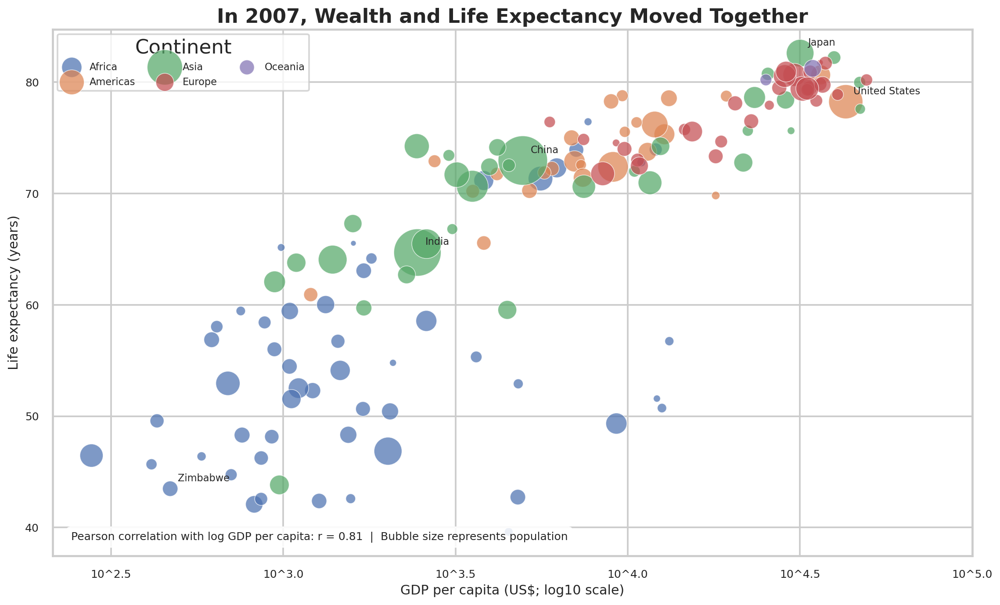 In 2007, Wealth and Life Expectancy Moved Together
Continent
Africa
Asia
Oceania
Americas
Europe
Japan
United States
China
India
Zimbabwe
80
70
60
50
40
Life expectancy (years)
Pearson correlation with log GDP per capita: r = 0.81 | Bubble size represents population
10^2.5
10^3.0
10^3.5
10^4.0
10^4.5
10^5.0
GDP per capita (US$; log10 scale)